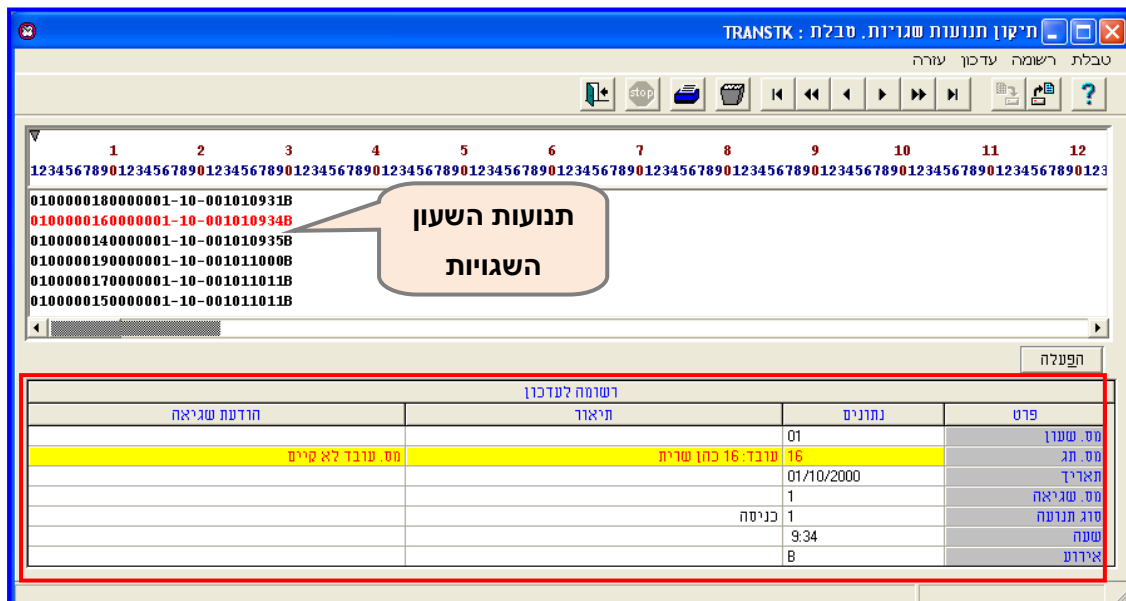 תיקון תנועות שגויות. טבלת : TRANSTK
טבלת רשומה עדכון עזרה
stop
?
1 2 3 4 5 6 7 8 9 10 11 12
123456789012345678901234567890123456789012345678901234567890123456789012345678901234567890123456789012345678901234567890123
0100000180000001-10-001010931B
0100000160000001-10-001010934B
0100000140000001-10-001010935B
0100000190000001-10-001011000B
0100000170000001-10-001011011B
0100000150000001-10-001011011B
תנועות השעון
השגויות
הפעלה
רשומה לעדכון
פרט נתונים תיאור הודעת שגיאה
מס. שעון 01
מס. תג 16 עובד: 16 כהן שרית מס. עובד לא קיים
תאריך 01/10/2000
מס. שגיאה 1
סוג תנועה 1 כניסה
שעה 9:34
אירוע B